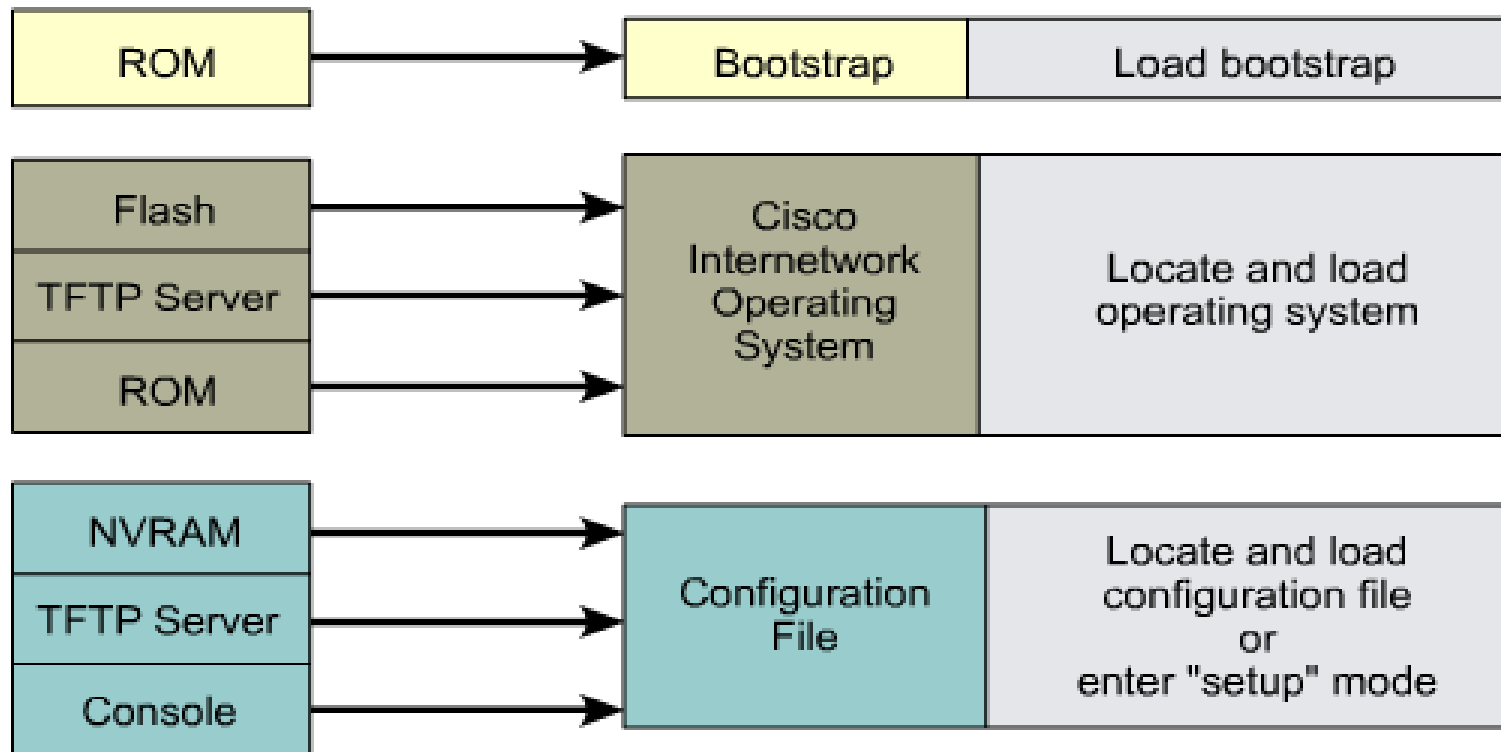 ROM
Bootstrap
Load bootstrap
Flash
TFTP Server
ROM
Cisco
Internetwork
Operating
System
Locate and load
operating system
NVRAM
TFTP Server
Console
Configuration
File
Locate and load
configuration file
or
enter "setup" mode